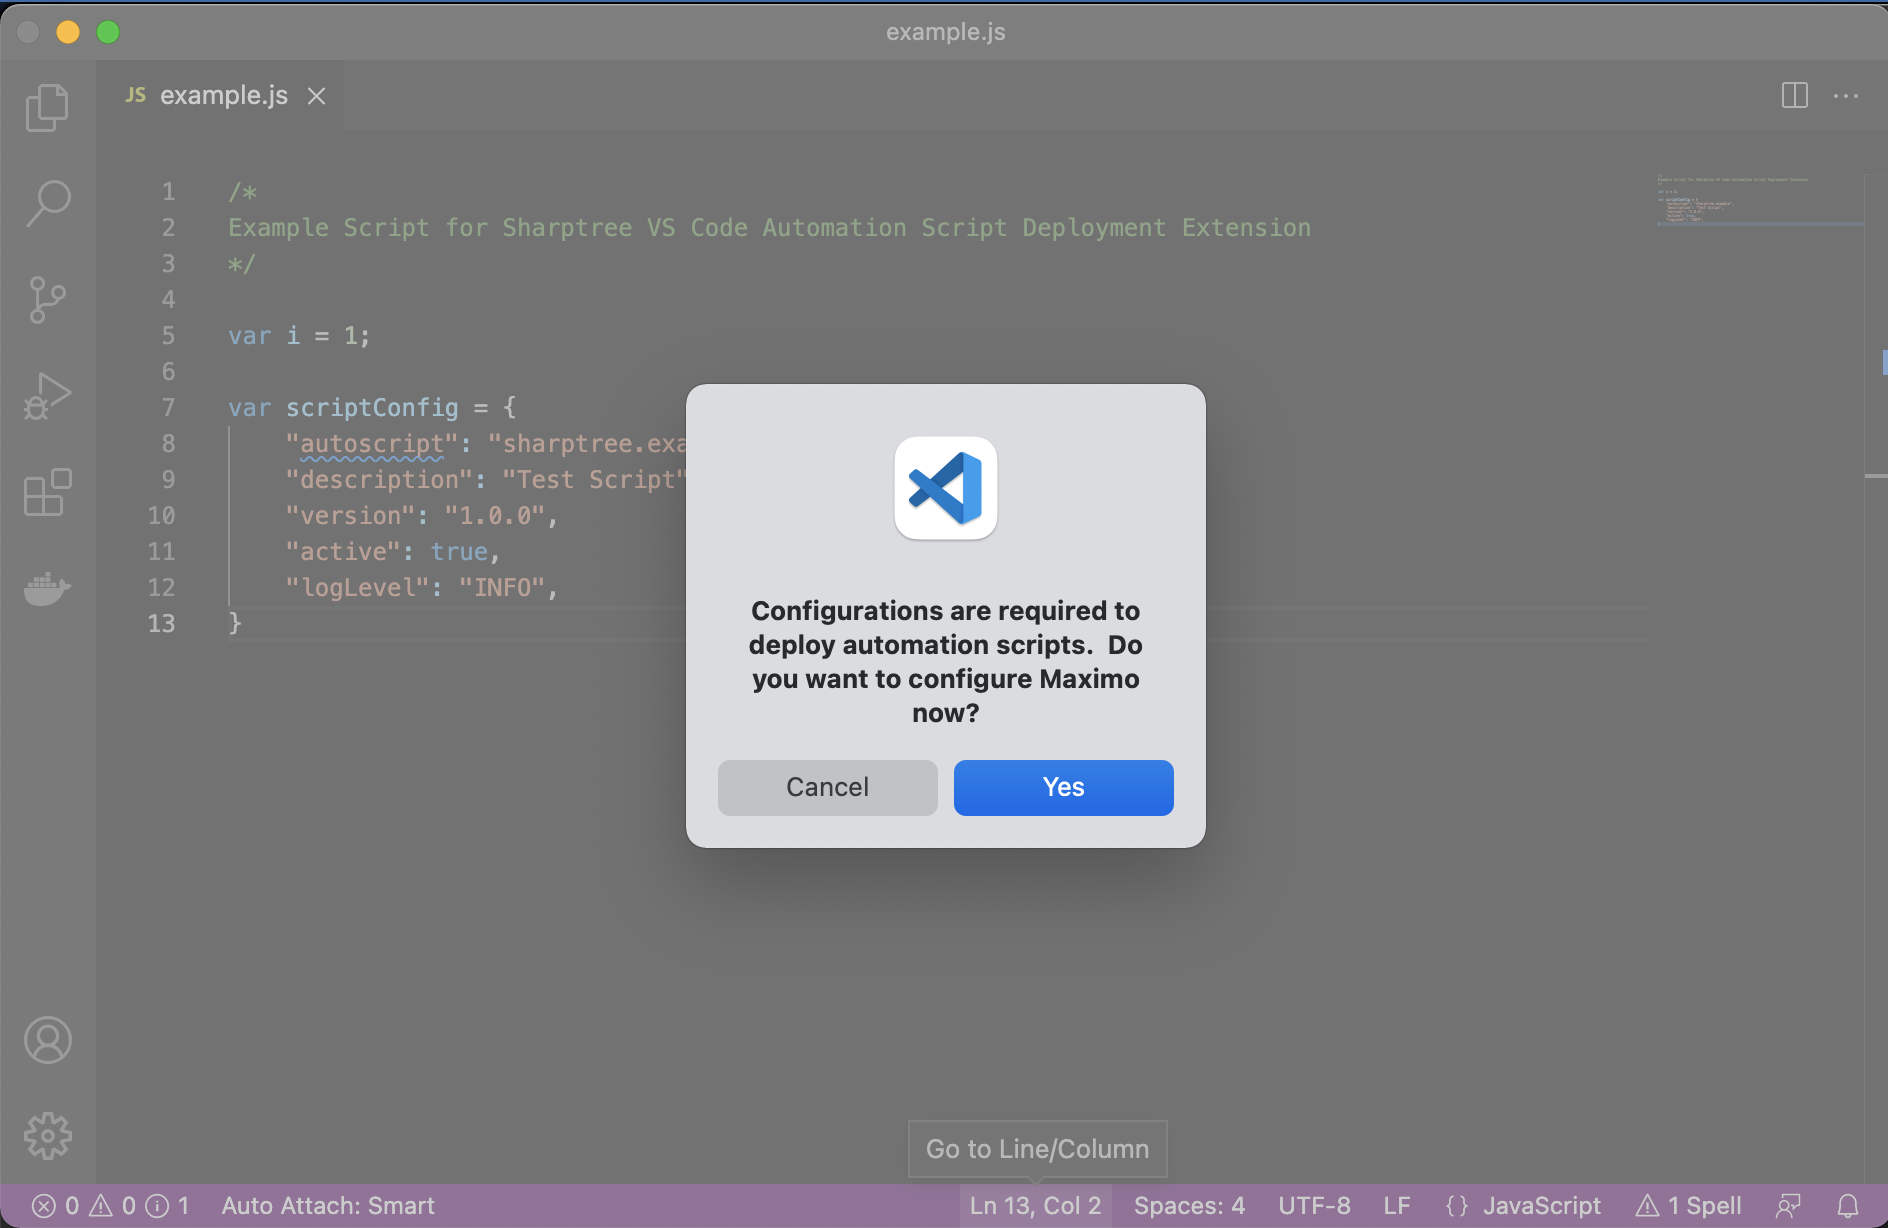 example.js
JS example.js
1 /*
2 Example Script for Sharptree VS Code Automation Script Deployment Extension
3 */
4
5 var i = 1;
6
7 var scriptConfig = {
8 "autoscript": "sharptree.exa
9 "description": "Test Script"
10 "version": "1.0.0",
11 "active": true,
12 "logLevel": "INFO",
13 }
Configurations are required to
deploy automation scripts.  Do
you want to configure Maximo
now?
Cancel Yes
Go to Line/Column
0 0 1 Auto Attach: Smart Ln 13, Col 2 Spaces: 4 UTF-8 LF {} JavaScript 1 Spell